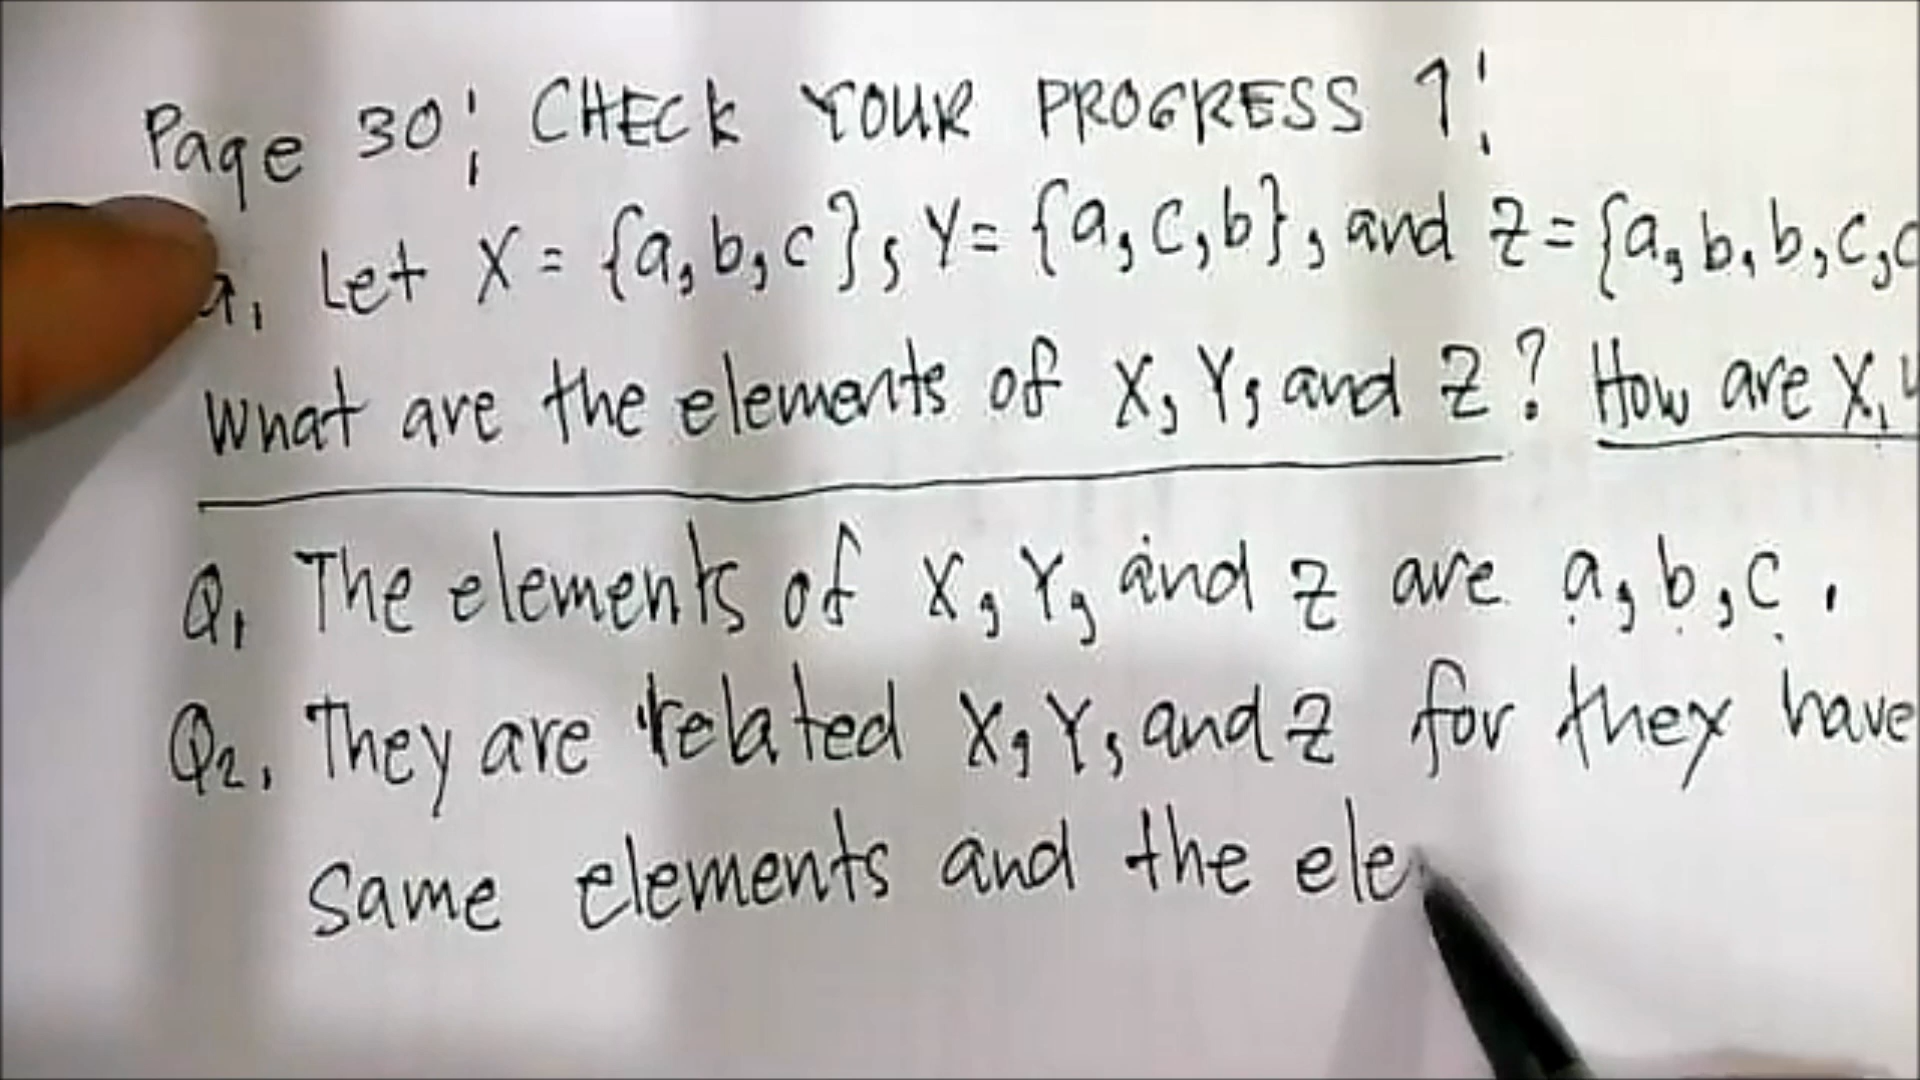 Page 30: CHECK YOUR PROGRESS 1:
a. Let X = {a, b, c}, Y = {a, c, b}, and Z = {a, b, b, c, c
What are the elements of X, Y, and Z? How are X, Y
Q1 The elements of X, Y, and Z are a, b, c.
Q2. They are related X, Y, and Z for they have
Same elements and the ele